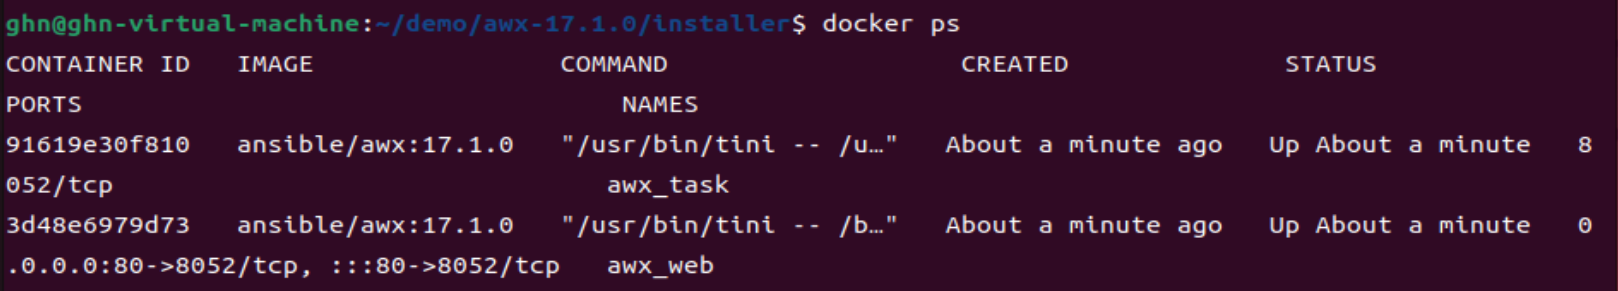 ghn@ghn-virtual-machine:~/demo/awx-17.1.0/installer$ docker ps
CONTAINER ID   IMAGE                COMMAND                   CREATED              STATUS
PORTS                                   NAMES
91619e30f810   ansible/awx:17.1.0   "/usr/bin/tini -- /u…"   About a minute ago   Up About a minute   8
052/tcp                                awx_task
3d48e6979d73   ansible/awx:17.1.0   "/usr/bin/tini -- /b…"   About a minute ago   Up About a minute   0
.0.0.0:80->8052/tcp, :::80->8052/tcp   awx_web